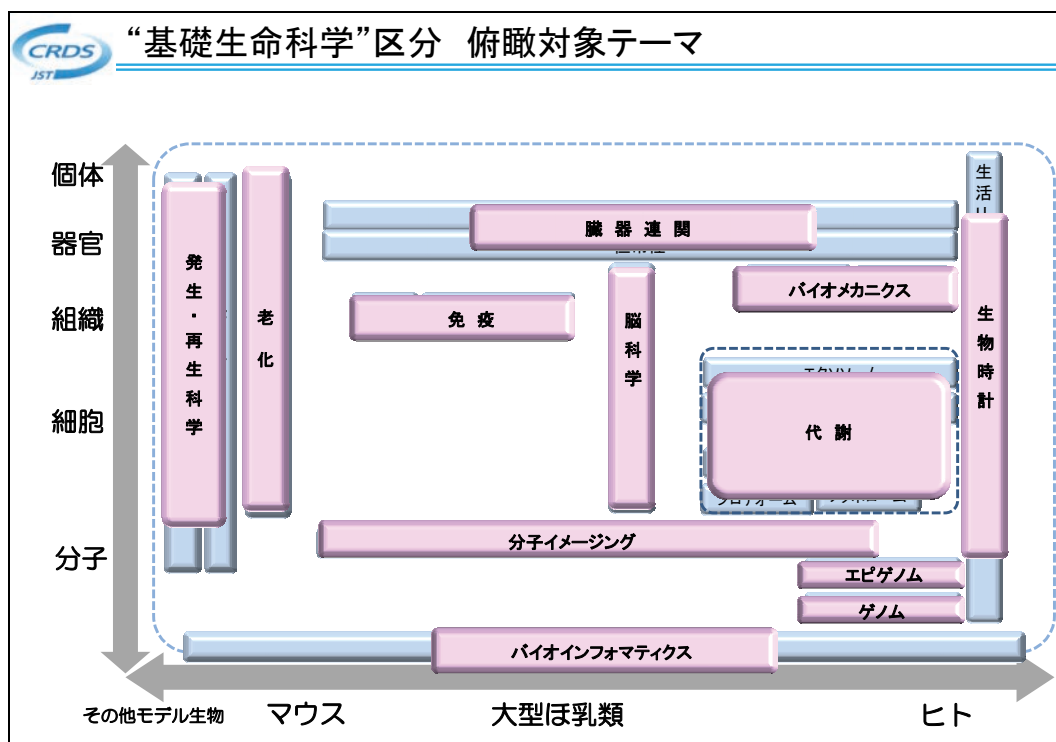 CRDS
JST
“基礎生命科学”区分　俯瞰対象テーマ
個体
器官
組織
細胞
分子
発生・再生科学
老化
臓器連関
免疫
脳科学
バイオメカニクス
生活リ
生物時計
代謝
分子イメージング
エピゲノム
ゲノム
バイオインフォマティクス
その他モデル生物
マウス
大型ほ乳類
ヒト